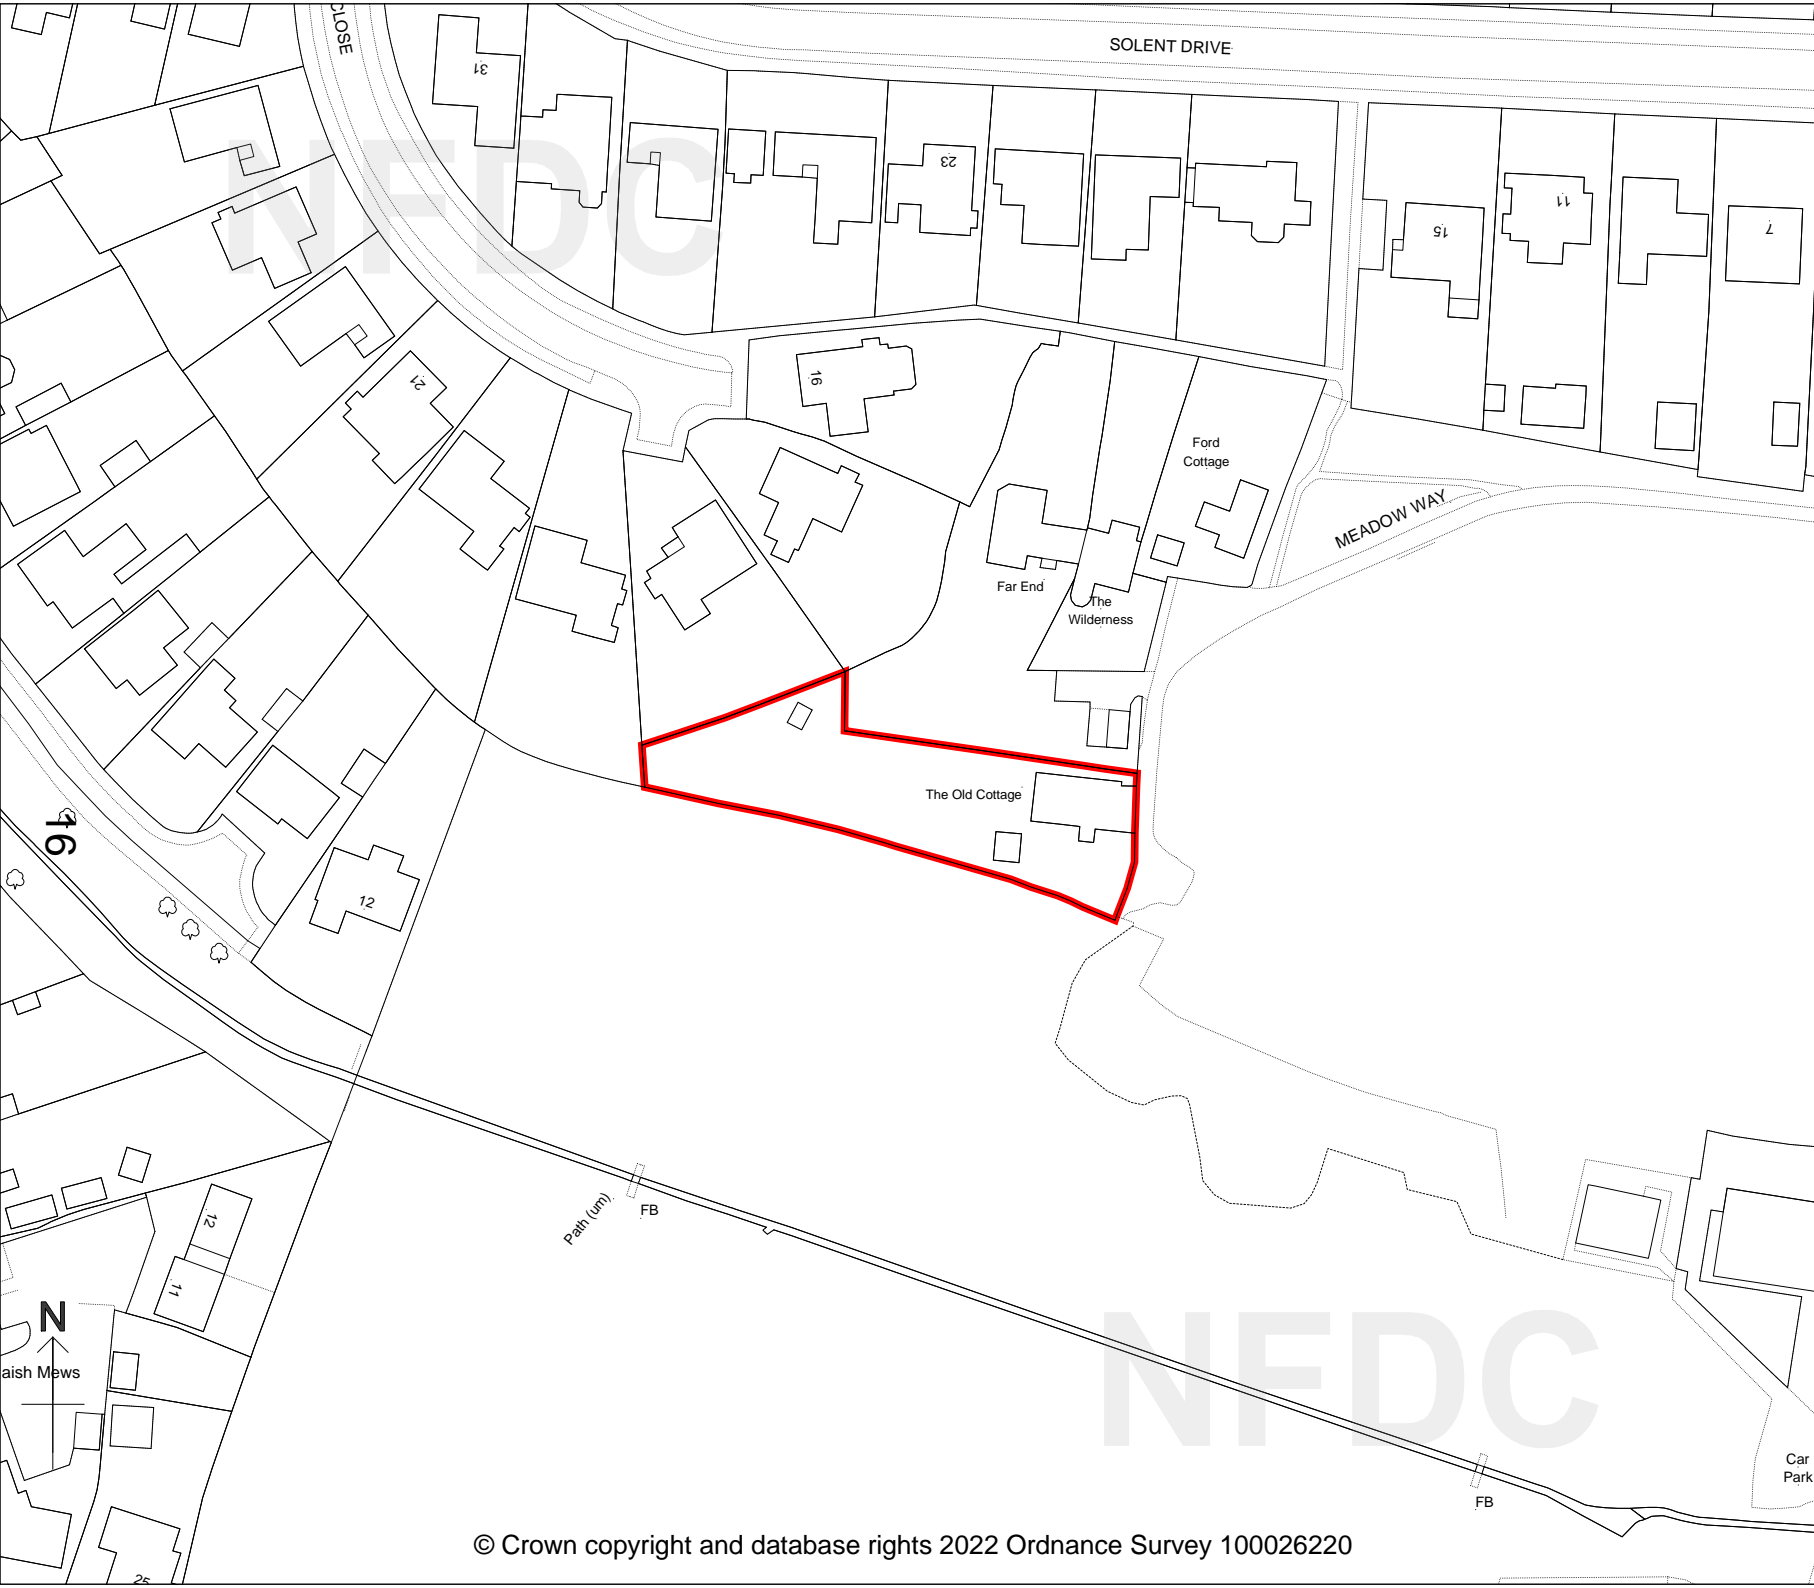 CLOSE
SOLENT DRIVE
31
NFDC
23
15
11
7
21
16
Ford
Cottage
MEADOW WAY
Far End
The
Wilderness
The Old Cottage
16
12
Path (um)
FB
12
11
N
aish Mews
NFDC
Car
Park
FB
© Crown copyright and database rights 2022 Ordnance Survey 100026220
25